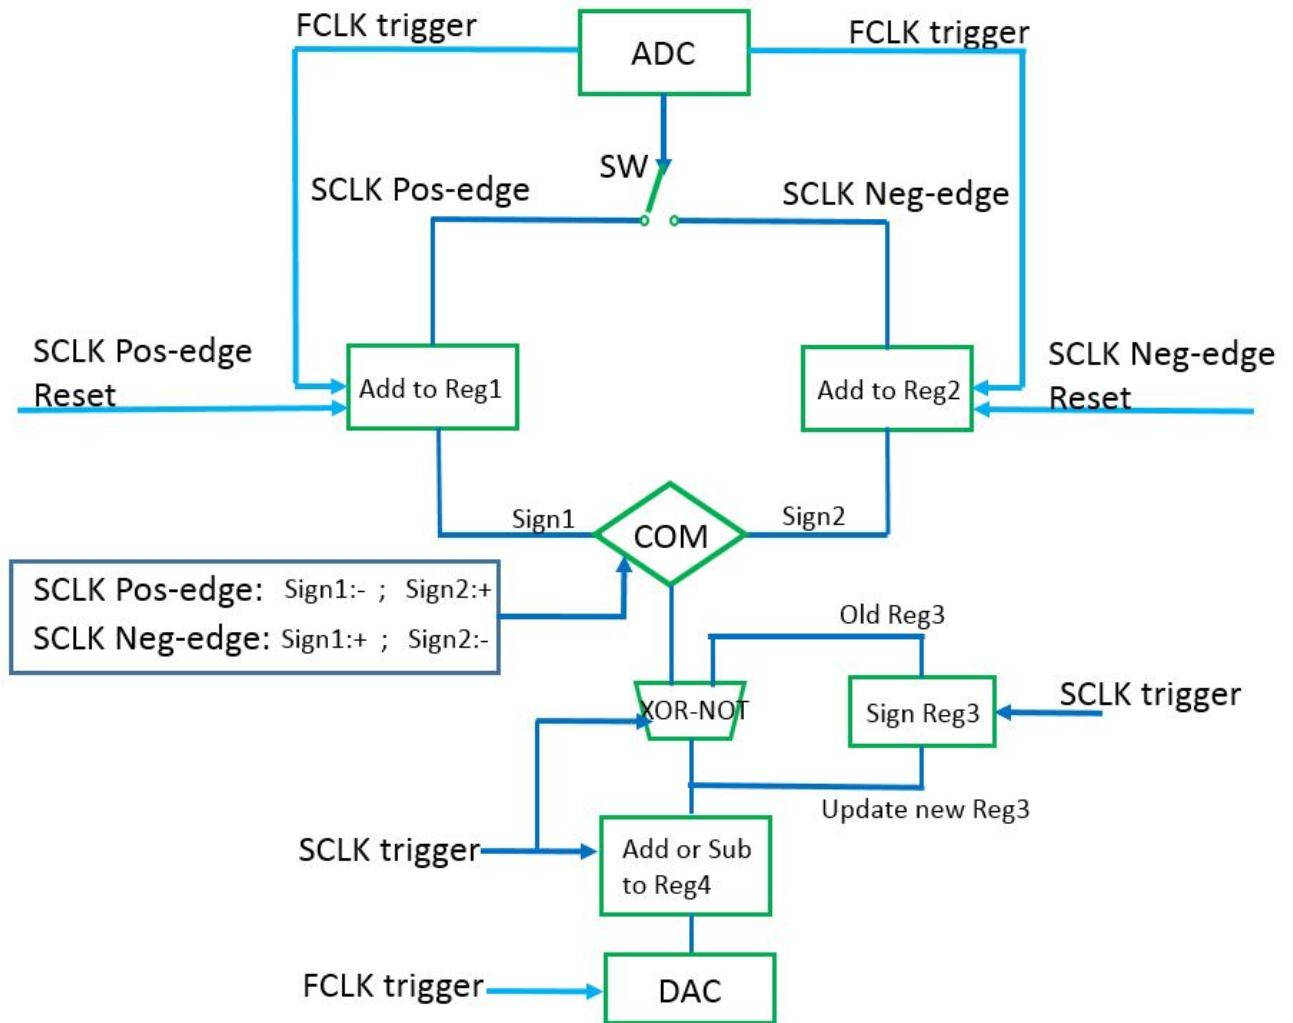 FCLK trigger
ADC
FCLK trigger
SW
SCLK Pos-edge
SCLK Neg-edge
SCLK Pos-edge
Reset
Add to Reg1
Add to Reg2
SCLK Neg-edge
Reset
Sign1
COM
Sign2
SCLK Pos-edge: Sign1:- ; Sign2:+
SCLK Neg-edge: Sign1:+ ; Sign2:-
Old Reg3
XOR-NOT
Sign Reg3
SCLK trigger
Update new Reg3
SCLK trigger
Add or Sub
to Reg4
FCLK trigger
DAC